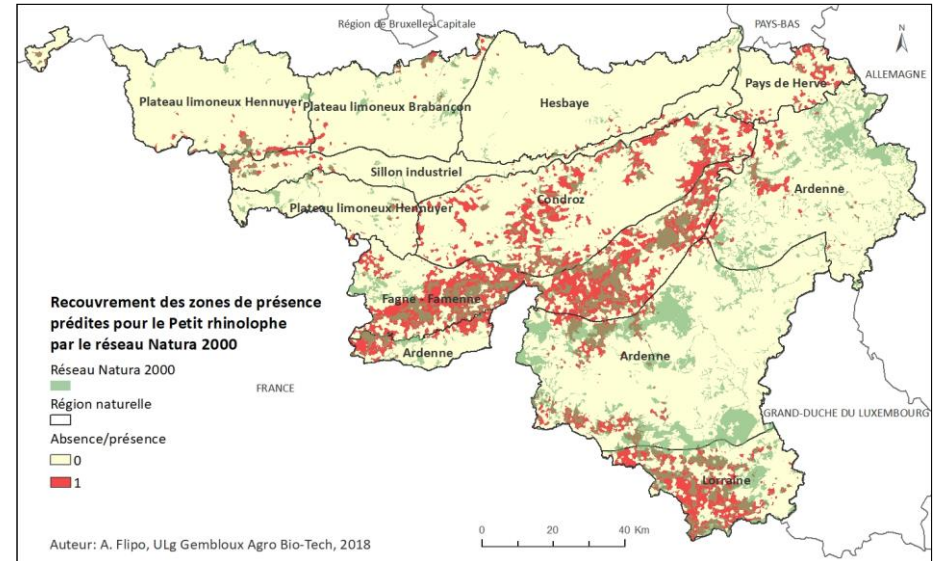 Région de Bruxelles-Capitale
PAYS-BAS
N
ALLEMAGNE
Plateau limoneux Hennuyer
Plateau limoneux Brabançon
Hesbaye
Pays de Herve
Sillon industriel
Ardenne
Condroz
Plateau limoneux Hennuyer
Fagne - Famenne
Ardenne
Ardenne
FRANCE
GRAND-DUCHE DU LUXEMBOURG
Lorraine
Recouvrement des zones de présence
prédites pour le Petit rhinolophe
par le réseau Natura 2000
Réseau Natura 2000
Région naturelle
Absence/présence
0
1
0 20 40 Km
Auteur: A. Flipo, ULg Gembloux Agro Bio-Tech, 2018